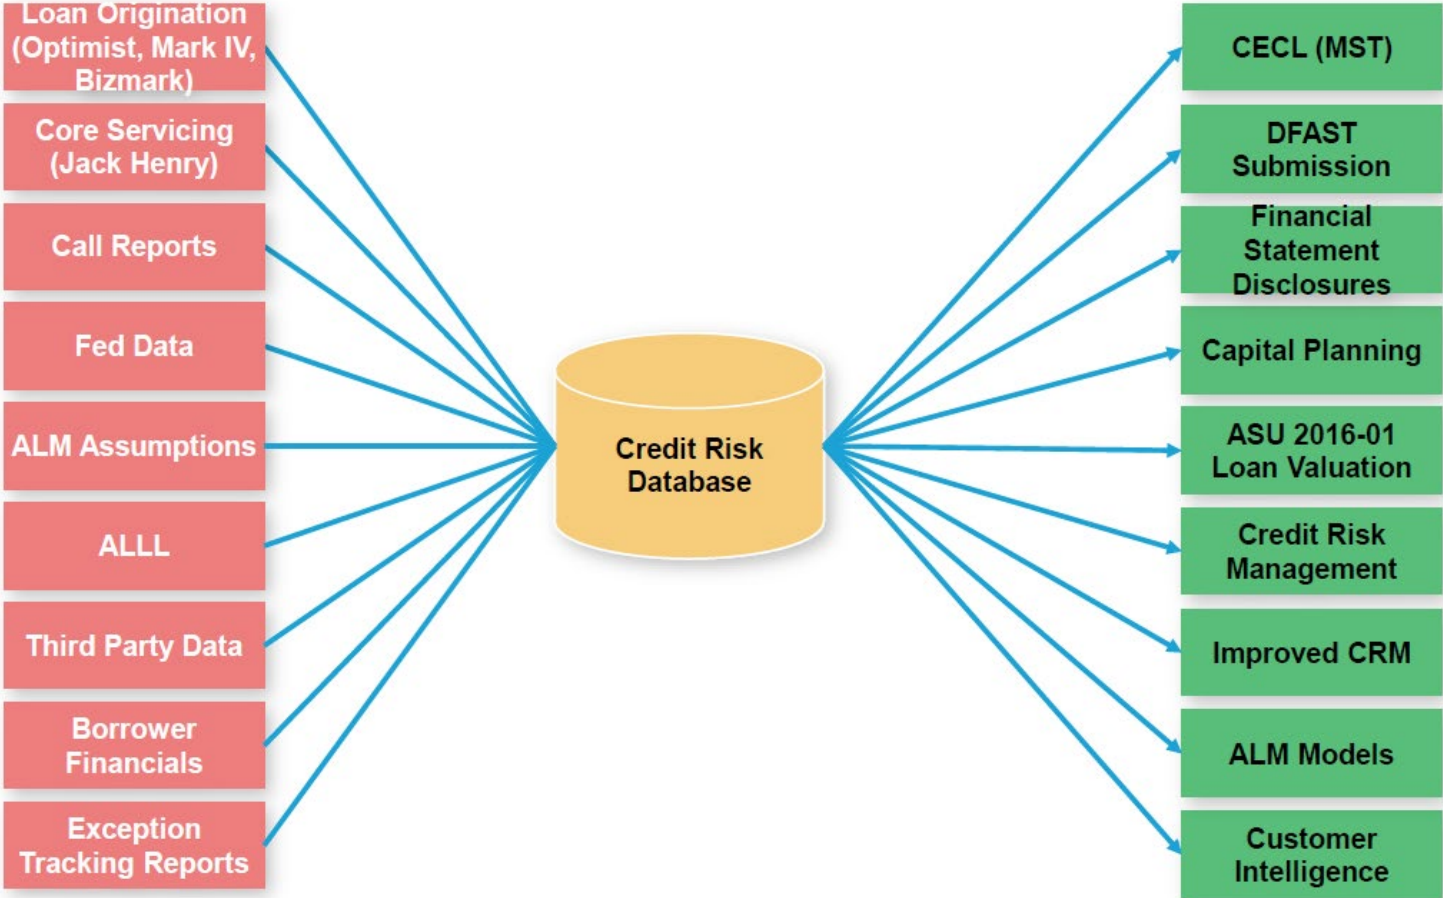 Loan Origination
(Optimist, Mark IV,
Bizmark)
Core Servicing
(Jack Henry)
Call Reports
Fed Data
ALM Assumptions
ALLL
Third Party Data
Borrower
Financials
Exception
Tracking Reports
Credit Risk
Database
CECL (MST)
DFAST
Submission
Financial
Statement
Disclosures
Capital Planning
ASU 2016-01
Loan Valuation
Credit Risk
Management
Improved CRM
ALM Models
Customer
Intelligence